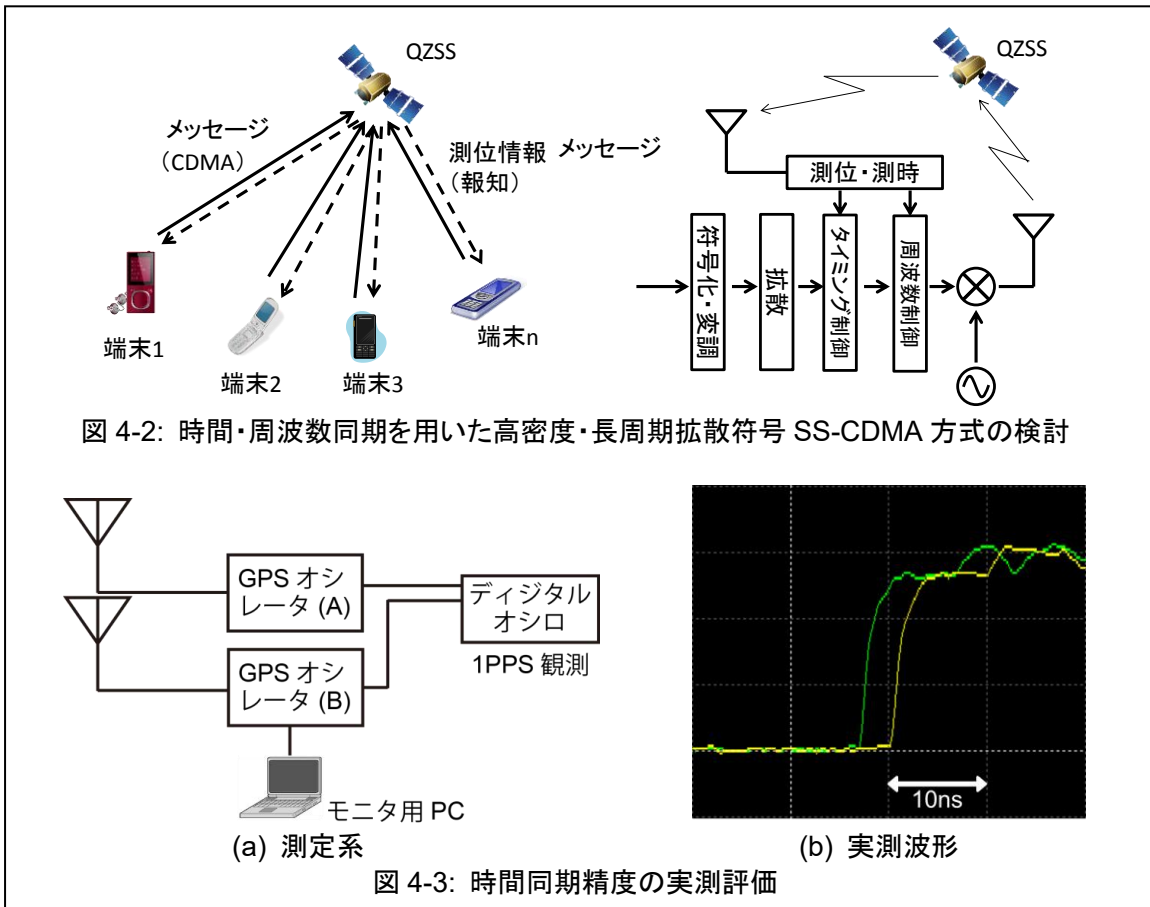 QZSS
メッセージ
（CDMA）
測位情報
（報知）
端末1
端末2
端末3
端末n
QZSS
メッセージ
測位・測時
符号化・変調
拡散
タイミング制御
周波数制御
図 4-2: 時間・周波数同期を用いた高密度・長周期拡散符号 SS-CDMA 方式の検討
GPS オシ
レータ (A)
GPS オシ
レータ (B)
ディジタル
オシロ
1PPS 観測
モニタ用 PC
(a) 測定系
10ns
(b) 実測波形
図 4-3: 時間同期精度の実測評価